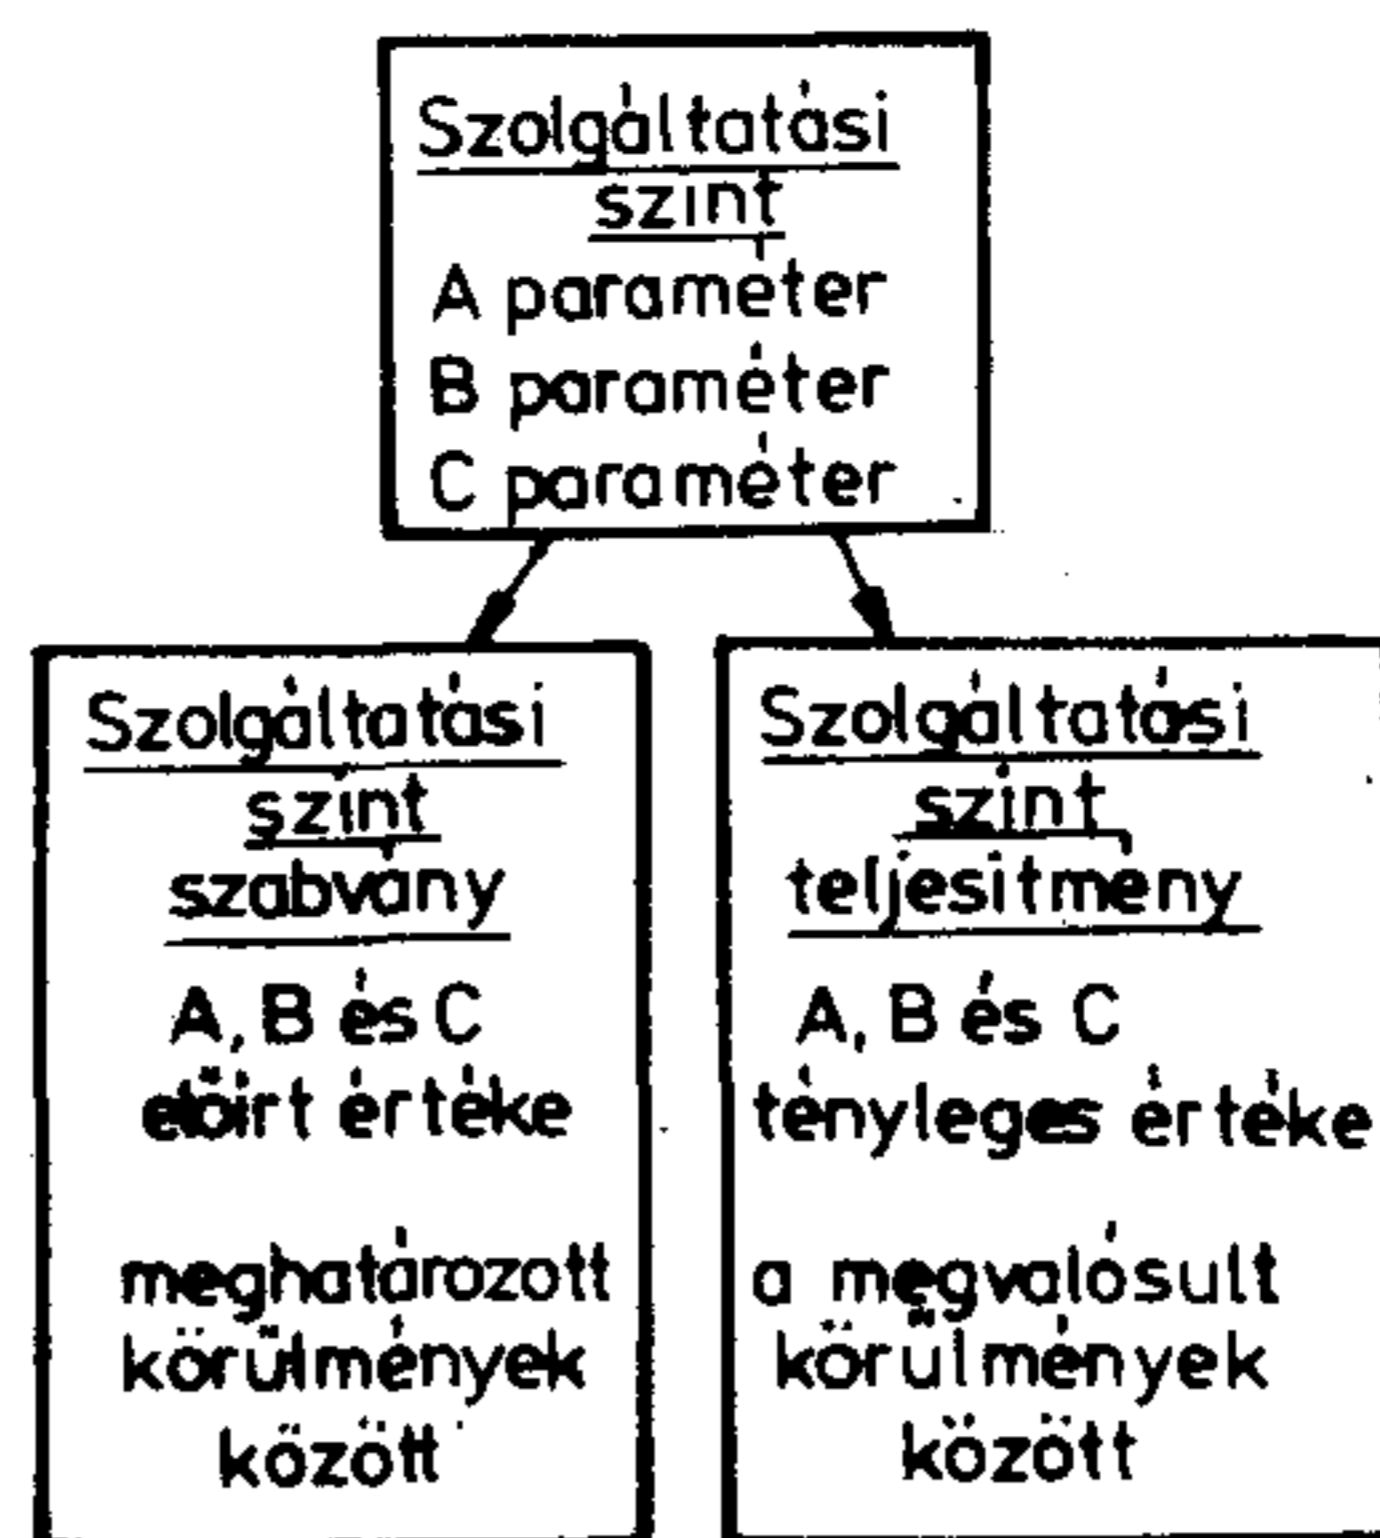 Szolgáltatási
szint
A paraméter
B paraméter
C paraméter
Szolgáltatási
szint
szabvány
A, B és C
előirt értéke
meghatározott
körülmények
között
Szolgáltatási
szint
teljesitmény
A, B és C
tényleges értéke
a megvalósult
körülmények
között